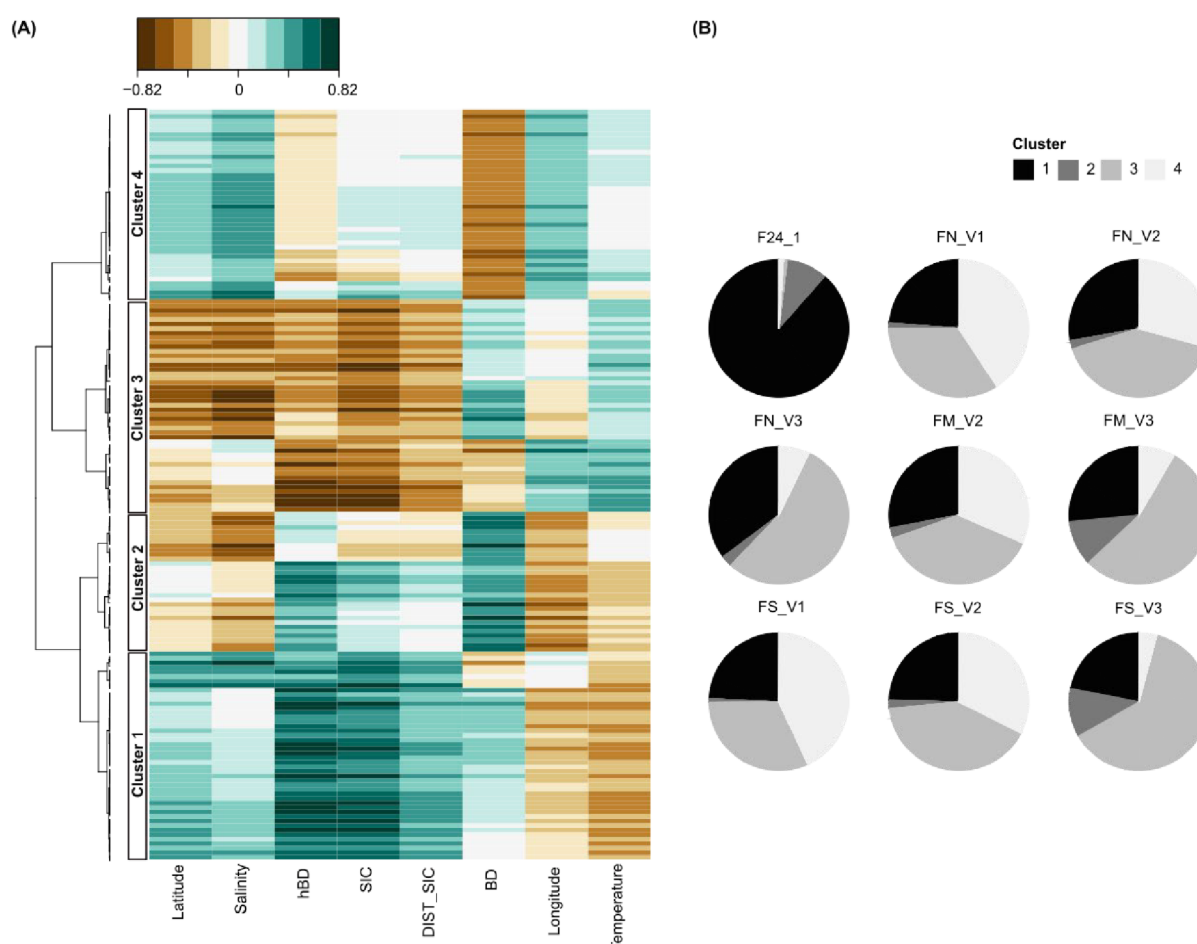 (A)
−0.82 0 0.82
Cluster 4
Cluster 3
Cluster 2
Cluster 1
Latitude
Salinity
hBD
SIC
DIST_SIC
BD
Longitude
Temperature
(B)
Cluster
1 2 3 4
F24_1 FN_V1 FN_V2
FN_V3 FM_V2 FM_V3
FS_V1 FS_V2 FS_V3